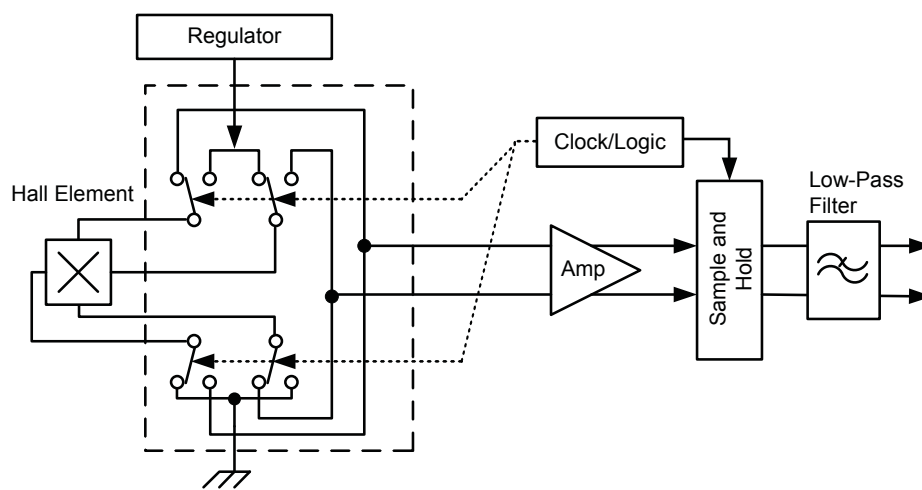 Regulator
Clock/Logic
Hall Element
Low-Pass
Filter
Amp
Sample and
Hold